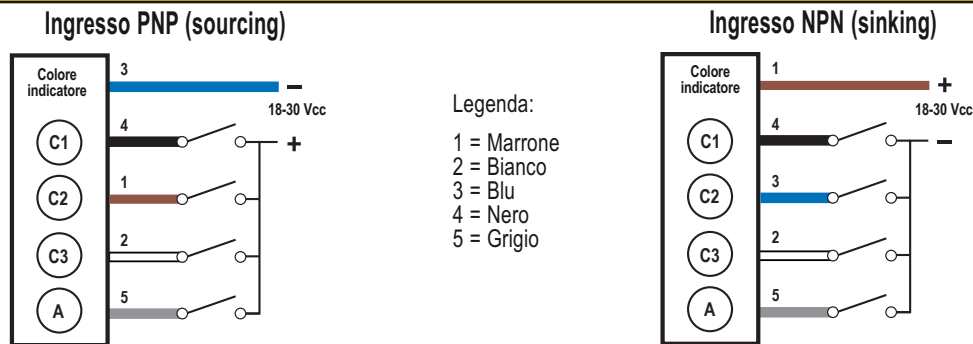 Ingresso PNP (sourcing)
Colore
indicatore
3
–
18-30 Vcc
C1
4
+
C2
1
C3
2
A
5
Legenda:
1 = Marrone
2 = Bianco
3 = Blu
4 = Nero
5 = Grigio
Ingresso NPN (sinking)
Colore
indicatore
1
+
18-30 Vcc
C1
4
–
C2
3
C3
2
A
5